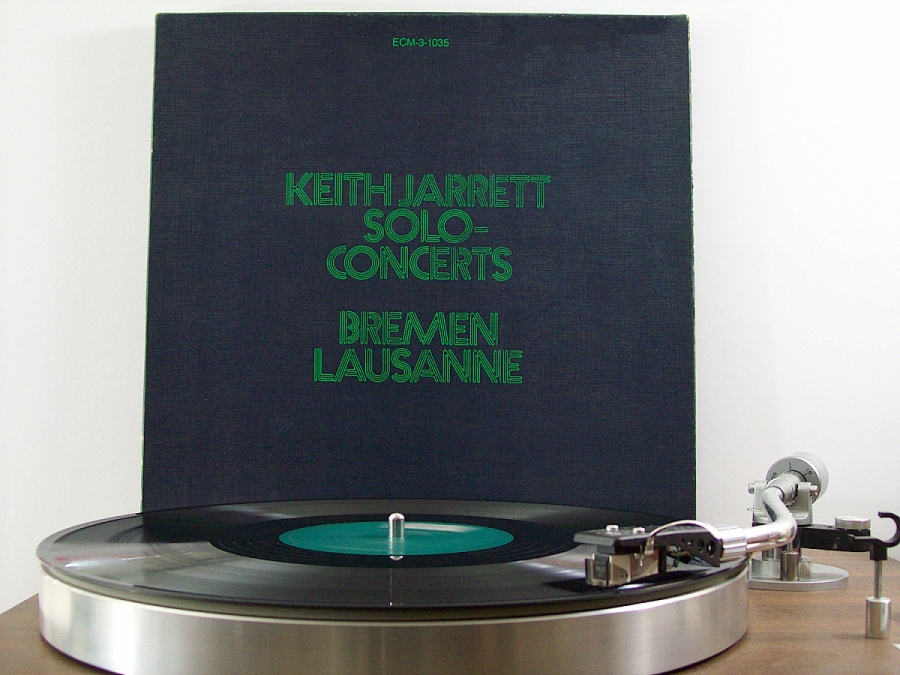 ECM-3-1035
KEITH JARRETT
SOLO-
CONCERTS
BREMEN
LAUSANNE